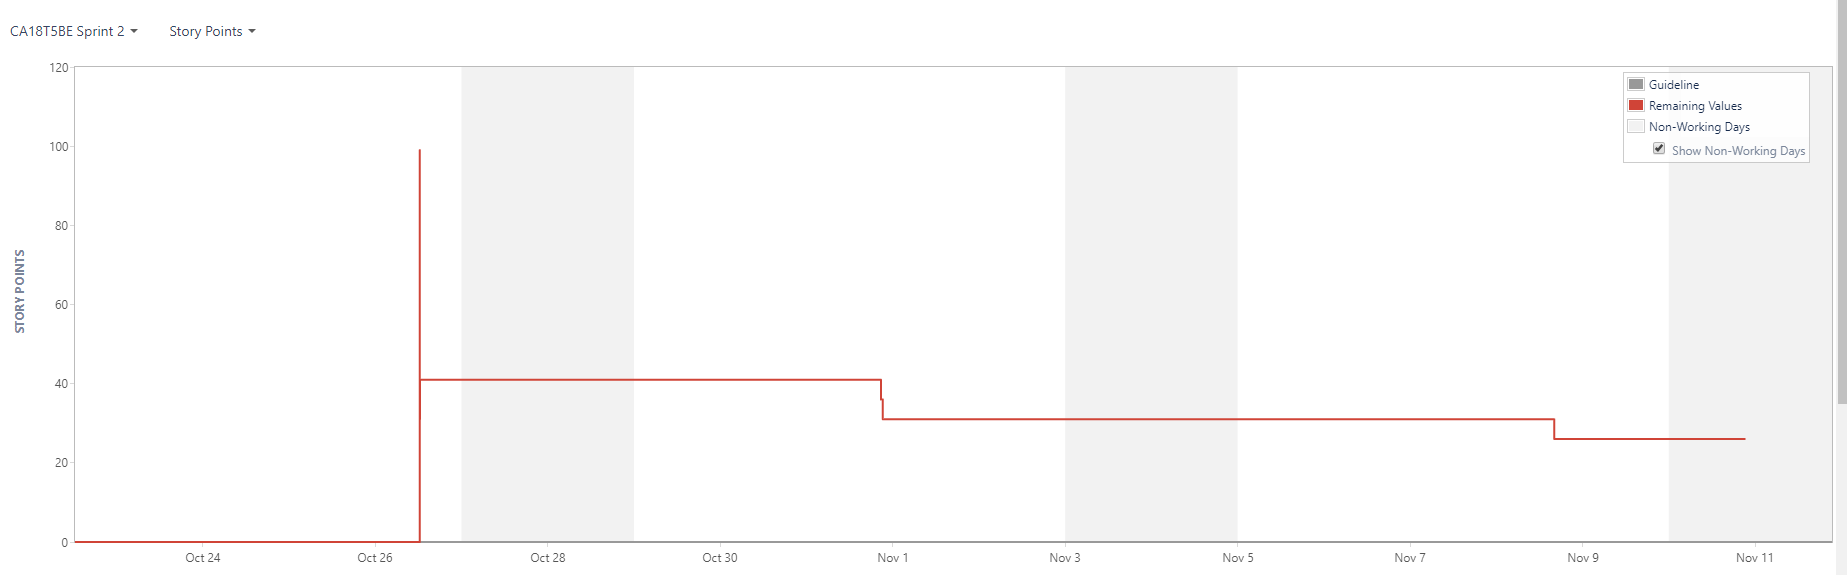 CA18T5BE Sprint 2 Story Points
120
100
80
60
40
20
0
STORY POINTS
Guideline
Remaining Values
Non-Working Days
Show Non-Working Days
Oct 24 Oct 26 Oct 28 Oct 30 Nov 1 Nov 3 Nov 5 Nov 7 Nov 9 Nov 11